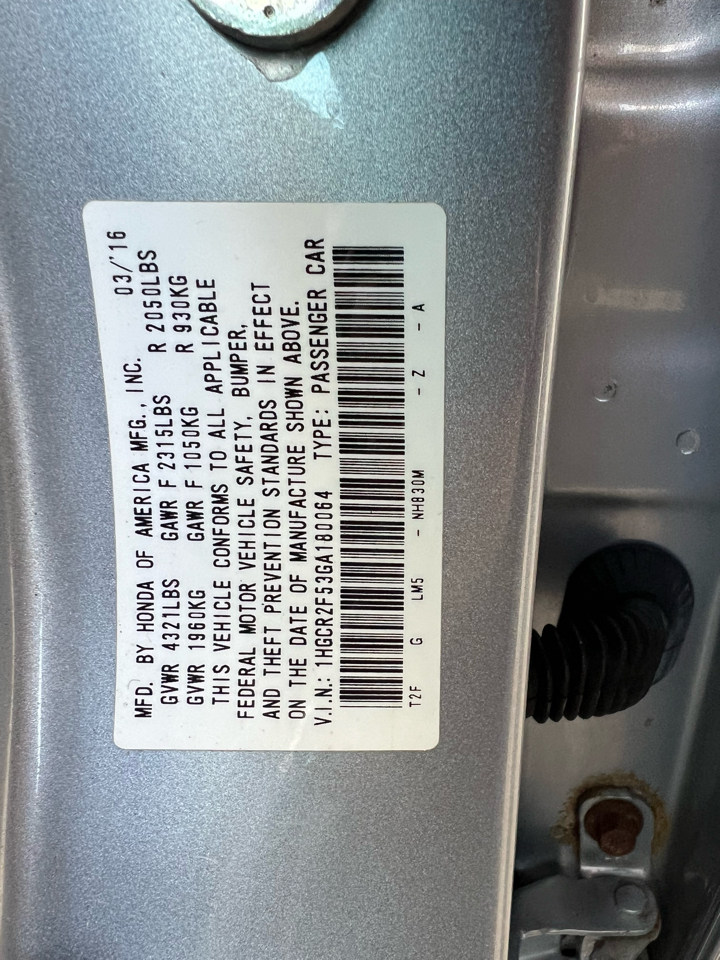 MFD. BY HONDA OF AMERICA MFG., INC. 03/'16
GVWR 4321LBS GAWR F 2315LBS R 2050LBS
GVWR 1960KG GAWR F 1050KG R 930KG
THIS VEHICLE CONFORMS TO ALL APPLICABLE
FEDERAL MOTOR VEHICLE SAFETY, BUMPER,
AND THEFT PREVENTION STANDARDS IN EFFECT
ON THE DATE OF MANUFACTURE SHOWN ABOVE.
V.I.N.: 1HGCR2F53GA180064 TYPE: PASSENGER CAR
T2F G LM5 - NH830M - Z - A